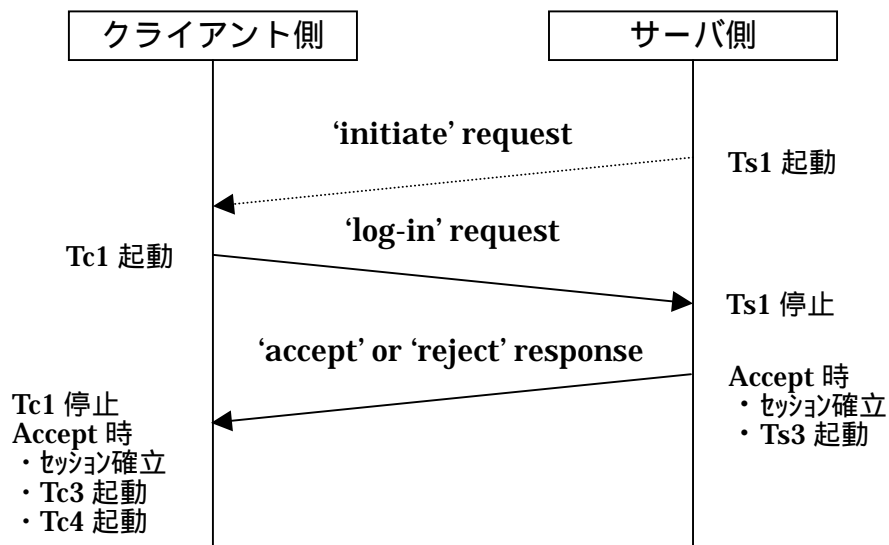 クライアント側
サーバ側
‘initiate’ request
Ts1 起動
‘log-in’ request
Tc1 起動
Ts1 停止
‘accept’ or ‘reject’ response
Accept 時
・ｾｯｼｮﾝ確立
・Ts3 起動
Tc1 停止
Accept 時
・ｾｯｼｮﾝ確立
・Tc3 起動
・Tc4 起動